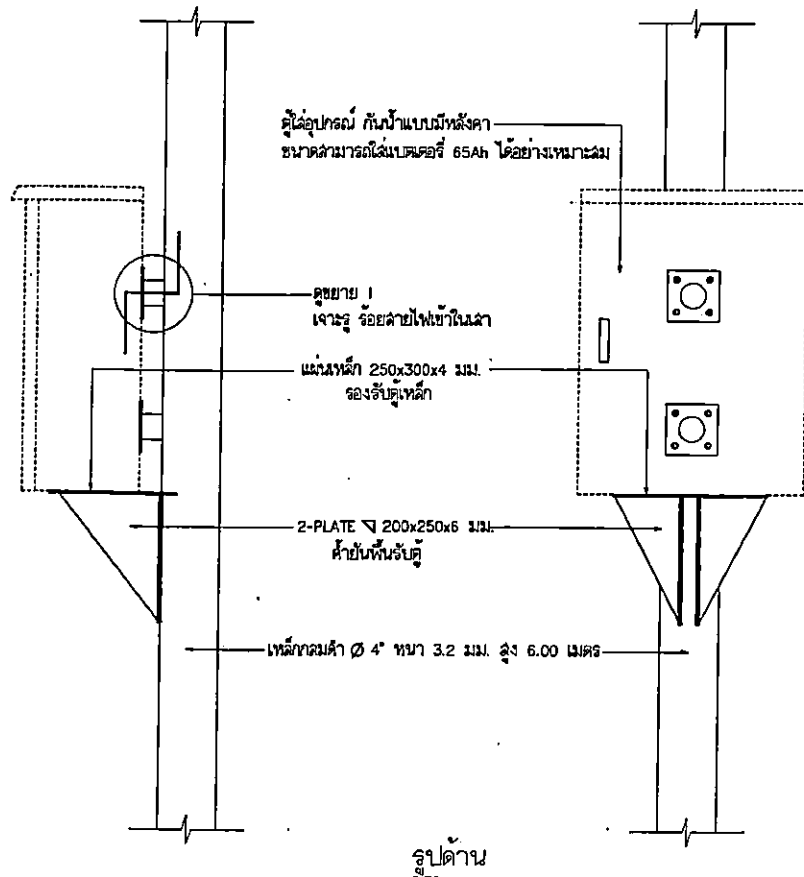 ตู้ใส่อุปกรณ์ กันน้ำแบบมีหลังคา
ขนาดสามารถใส่แบตเตอรี่ 65Ah ได้อย่างเหมาะสม
ดูขยาย 1
เจาะรู ร้อยสายไฟเข้าในเสา
แผ่นเหล็ก 250x300x4 มม.
รองรับตู้เหล็ก
2-PLATE 200x250x6 มม.
ค้ำยันพื้นรับตู้
เหล็กกลมดำ Ø 4" หนา 3.2 มม. สูง 6.00 เมตร
รูปด้าน